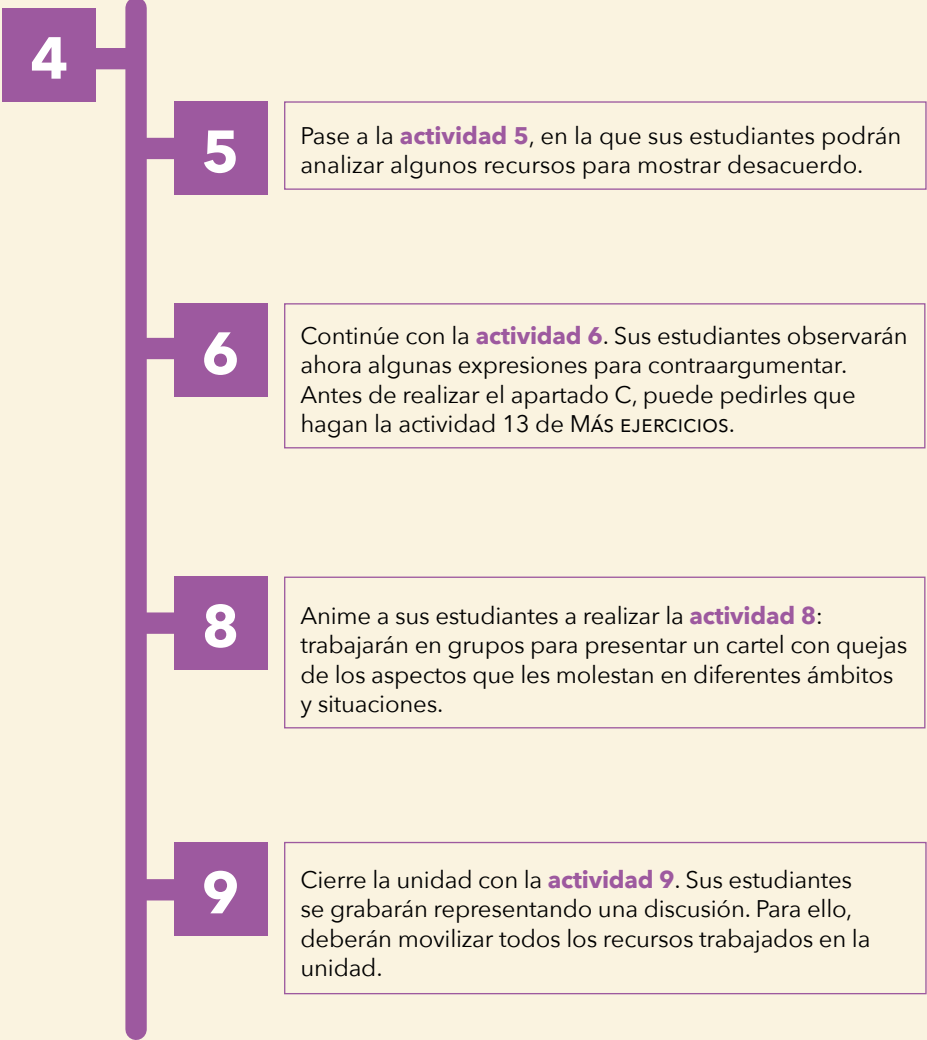 4
5
Pase a la actividad 5, en la que sus estudiantes podrán
analizar algunos recursos para mostrar desacuerdo.
6
Continúe con la actividad 6. Sus estudiantes observarán
ahora algunas expresiones para contraargumentar.
Antes de realizar el apartado C, puede pedirles que
hagan la actividad 13 de MÁS EJERCICIOS.
8
Anime a sus estudiantes a realizar la actividad 8:
trabajarán en grupos para presentar un cartel con quejas
de los aspectos que les molestan en diferentes ámbitos
y situaciones.
9
Cierre la unidad con la actividad 9. Sus estudiantes
se grabarán representando una discusión. Para ello,
deberán movilizar todos los recursos trabajados en la
unidad.